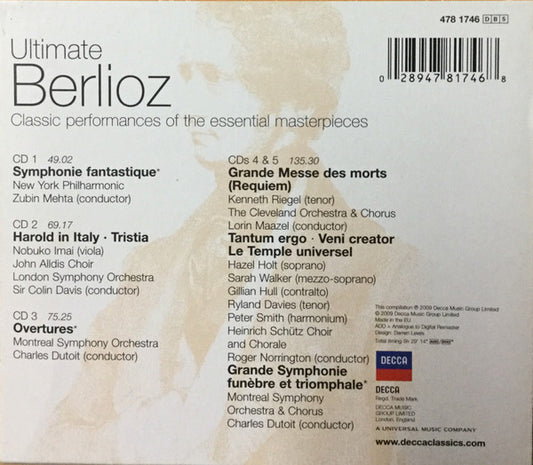 478 1746 DB5
Ultimate
Berlioz
Classic performances of the essential masterpieces
0 28947 81746 8
CD 1 49.02
Symphonie fantastique*
New York Philharmonic
Zubin Mehta (conductor)
CD 2 69.17
Harold in Italy · Tristia
Nobuko Imai (viola)
John Alldis Choir
London Symphony Orchestra
Sir Colin Davis (conductor)
CD 3 75.25
Overtures*
Montreal Symphony Orchestra
Charles Dutoit (conductor)
CDs 4 & 5 135.30
Grande Messe des morts
(Requiem)
Kenneth Riegel (tenor)
The Cleveland Orchestra & Chorus
Lorin Maazel (conductor)
Tantum ergo · Veni creator
Le Temple universel
Hazel Holt (soprano)
Sarah Walker (mezzo-soprano)
Gillian Hull (contralto)
Ryland Davies (tenor)
Peter Smith (harmonium)
Heinrich Schütz Choir
and Chorale
Roger Norrington (conductor)
Grande Symphonie
funèbre et triomphale*
Montreal Symphony
Orchestra & Chorus
Charles Dutoit (conductor)
This compilation ℗ 2009 Decca Music Group Limited
© 2009 Decca Music Group Limited
Made in the EU
ADD = Analogue to Digital Remaster
Design: Darren Lewis
Total timing 5h 29' 14"
DECCA
DECCA
Regd. Trade Mark.
DECCA MUSIC
GROUP LIMITED
London, England
A UNIVERSAL MUSIC COMPANY
www.deccaclassics.com